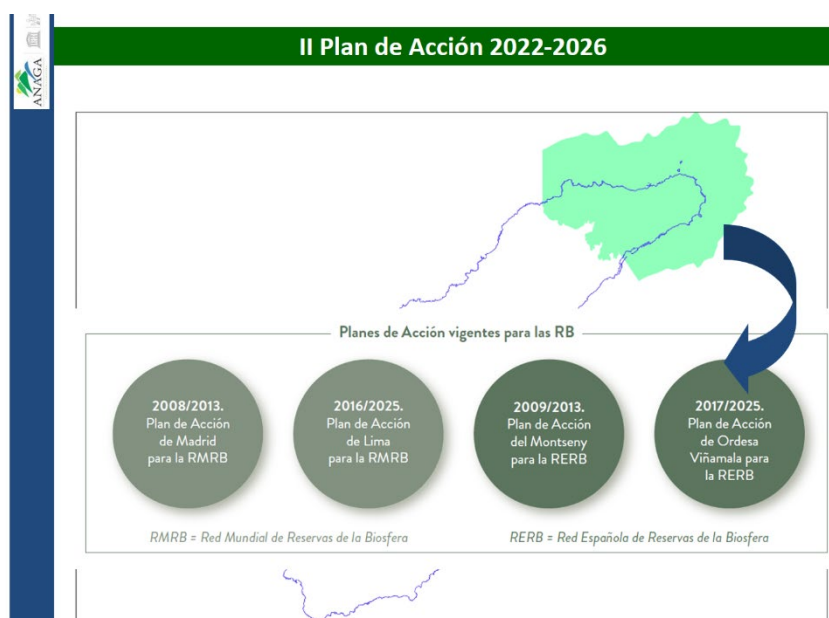 II Plan de Acción 2022-2026
ANAGA
Planes de Acción vigentes para las RB
2008/2013.
Plan de Acción
de Madrid
para la RMRB
2016/2025.
Plan de Acción
de Lima
para la RMRB
2009/2013.
Plan de Acción
del Montseny
para la RERB
2017/2025.
Plan de Acción
de Ordesa
Viñamala para
la RERB
RMRB = Red Mundial de Reservas de la Biosfera
RERB = Red Española de Reservas de la Biosfera